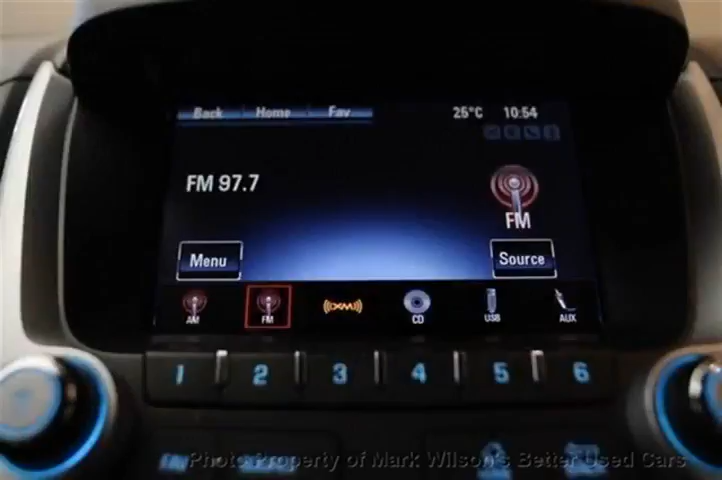 Back Home Fav 25°C 10:54
FM 97.7
FM
Menu Source
AM FM XM CD USB AUX
1 2 3 4 5 6
Photo Property of Mark Wilson's Better Used Cars